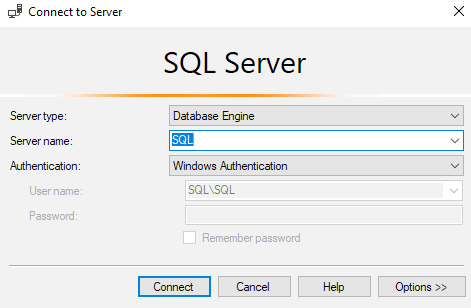 Connect to Server
SQL Server
Server type: Database Engine
Server name: SQL
Authentication: Windows Authentication
User name: SQL\SQL
Password:
Remember password
Connect Cancel Help Options >>